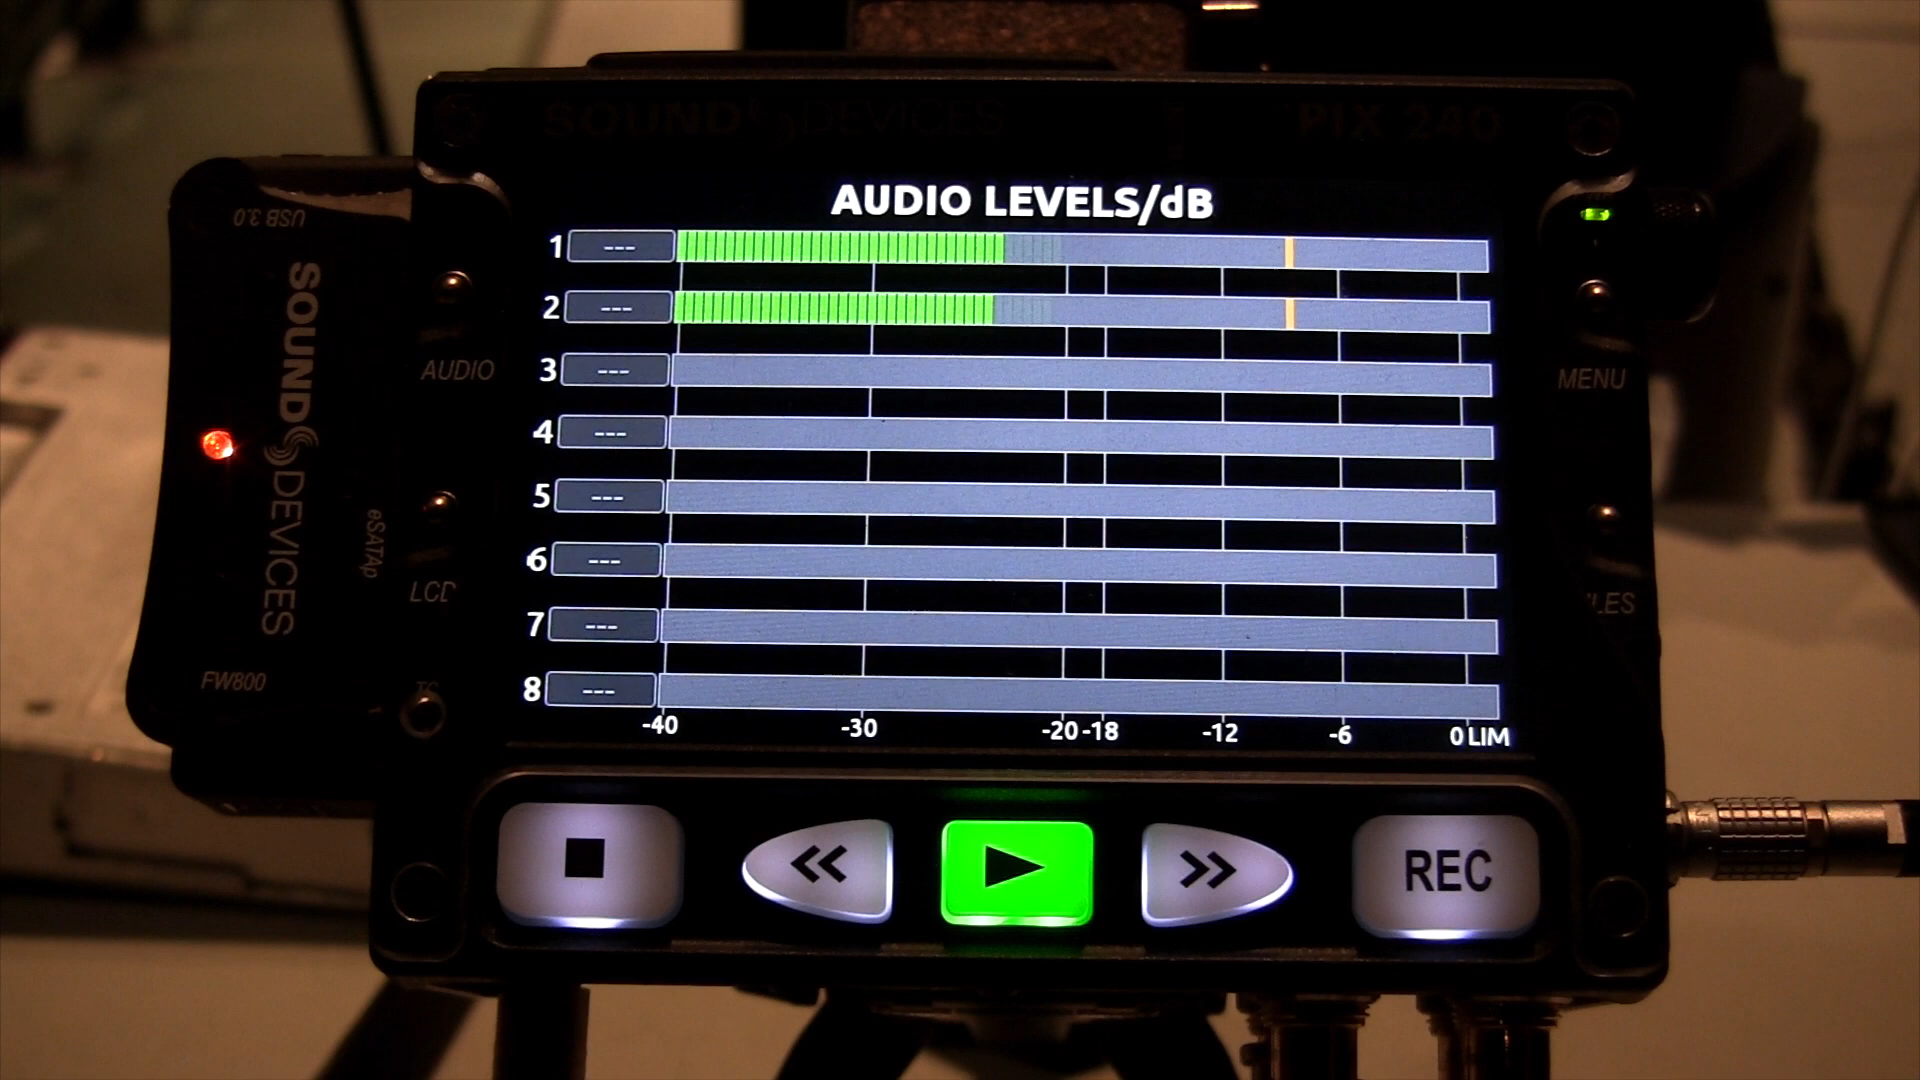 SOUND DEVICES PIX 240
AUDIO LEVELS/dB
1 ---
2 ---
3 ---
4 ---
5 ---
6 ---
7 ---
8 ---
-40 -30 -20 -18 -12 -6 0 LIM
USB 3.0
SOUND DEVICES
eSATAp
FW800
AUDIO
LCD
TC
MENU
REC